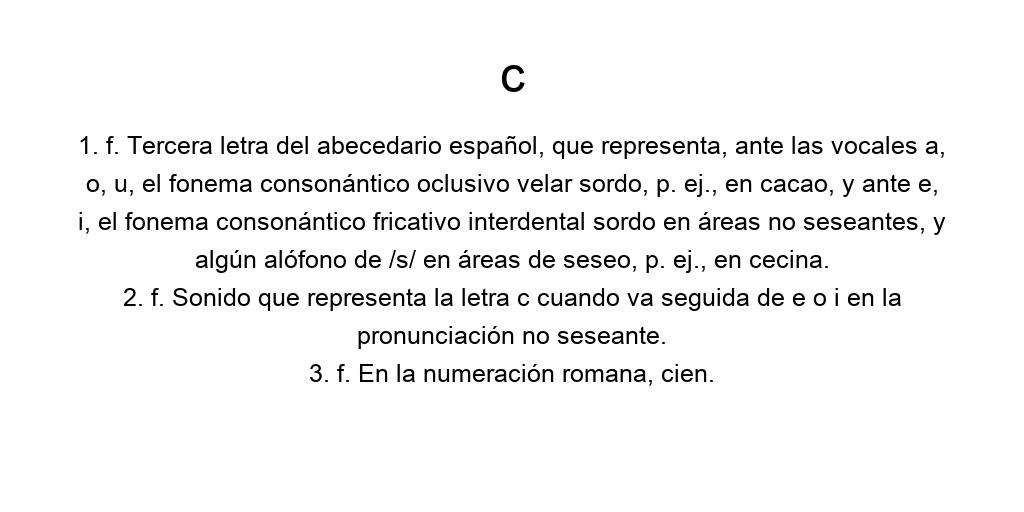 c
1. f. Tercera letra del abecedario español, que representa, ante las vocales a,
o, u, el fonema consonántico oclusivo velar sordo, p. ej., en cacao, y ante e,
i, el fonema consonántico fricativo interdental sordo en áreas no seseantes, y
algún alófono de /s/ en áreas de seseo, p. ej., en cecina.
2. f. Sonido que representa la letra c cuando va seguida de e o i en la
pronunciación no seseante.
3. f. En la numeración romana, cien.